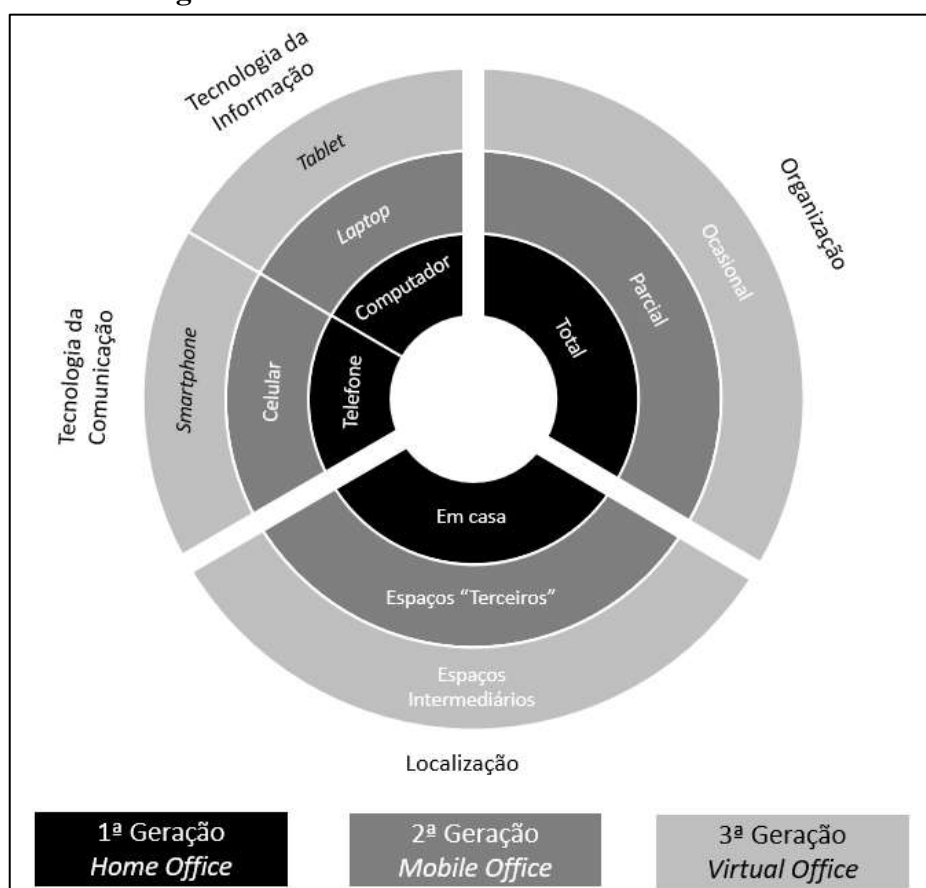 Tecnologia da
Informação
Tablet
Laptop
Computador
Organização
Ocasional
Parcial
Total
Tecnologia da
Comunicação
Smartphone
Celular
Telefone
Em casa
Espaços “Terceiros”
Espaços
Intermediários
Localização
1ª Geração
Home Office
2ª Geração
Mobile Office
3ª Geração
Virtual Office